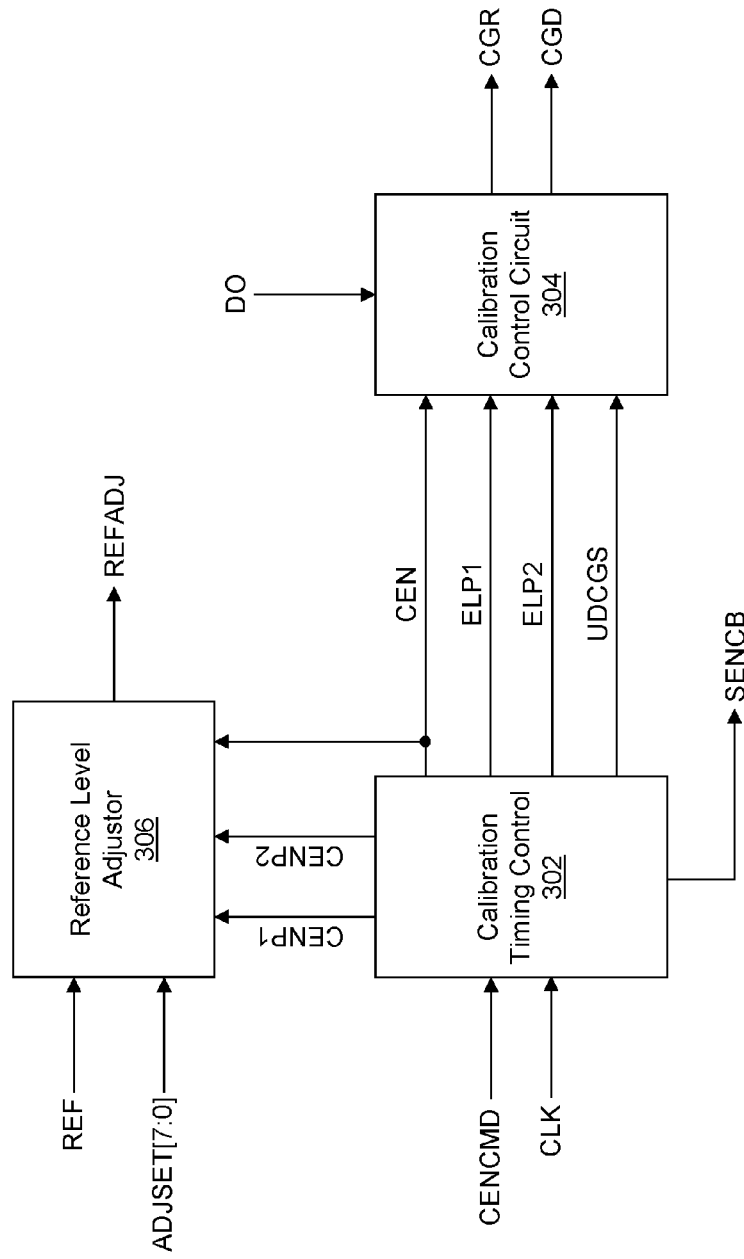 REF
ADJSET[7:0]
Reference Level
Adjustor
306
REFADJ
CENP1
CENP2
CENCMD
CLK
Calibration
Timing Control
302
CEN
ELP1
ELP2
UDCGS
SENCB
DO
Calibration
Control Circuit
304
CGR
CGD